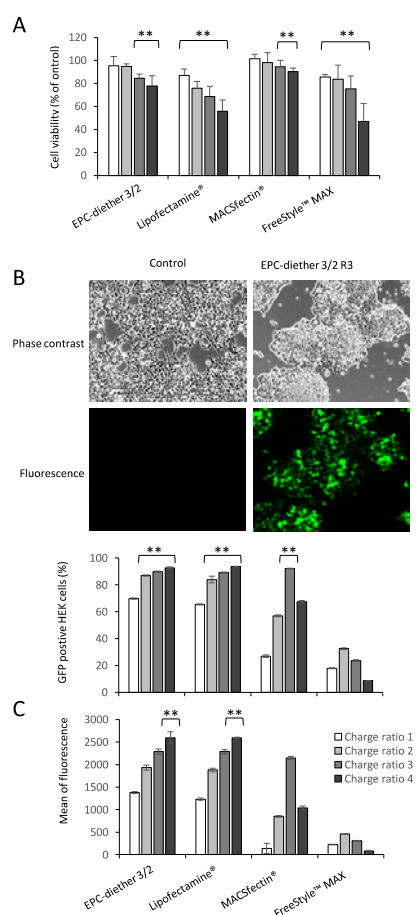 A
** ** ** **
Cell viability (% of ontrol)
120
100
80
60
40
20
0
EPC-diether 3/2
Lipofectamine®
MACSfectin®
FreeStyle™ MAX
B
Control
EPC-diether 3/2 R3
Phase contrast
Fluorescence
** ** **
GFP postive HEK cells (%)
100
80
60
40
20
0
C
** **
Mean of fluorescence
3000
2500
2000
1500
1000
500
0
Charge ratio 1
Charge ratio 2
Charge ratio 3
Charge ratio 4
EPC-diether 3/2
Lipofectamine®
MACSfectin®
FreeStyle™ MAX